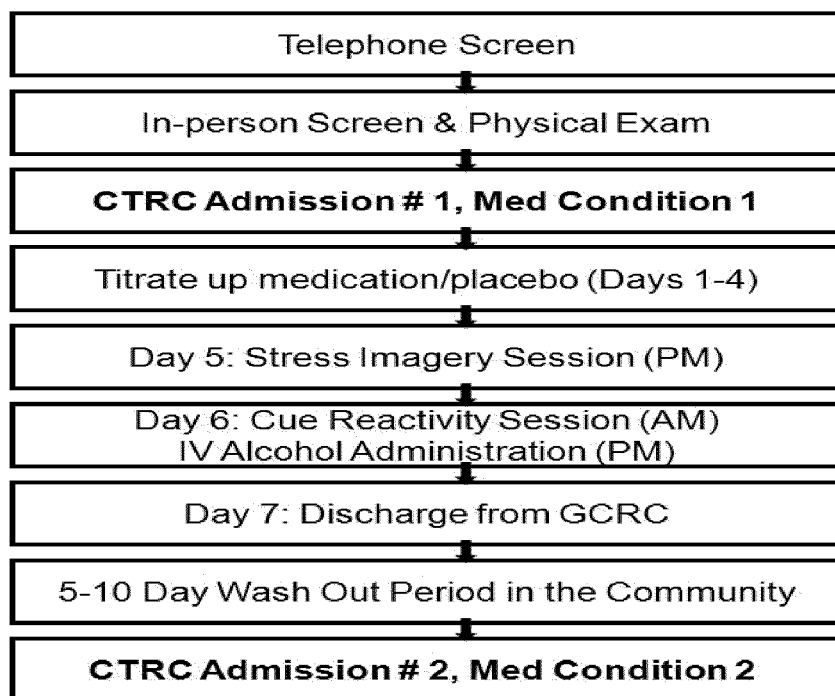 Telephone Screen
In-person Screen & Physical Exam
CTRC Admission # 1, Med Condition 1
Titrate up medication/placebo (Days 1-4)
Day 5: Stress Imagery Session (PM)
Day 6: Cue Reactivity Session (AM)
IV Alcohol Administration (PM)
Day 7: Discharge from GCRC
5-10 Day Wash Out Period in the Community
CTRC Admission # 2, Med Condition 2